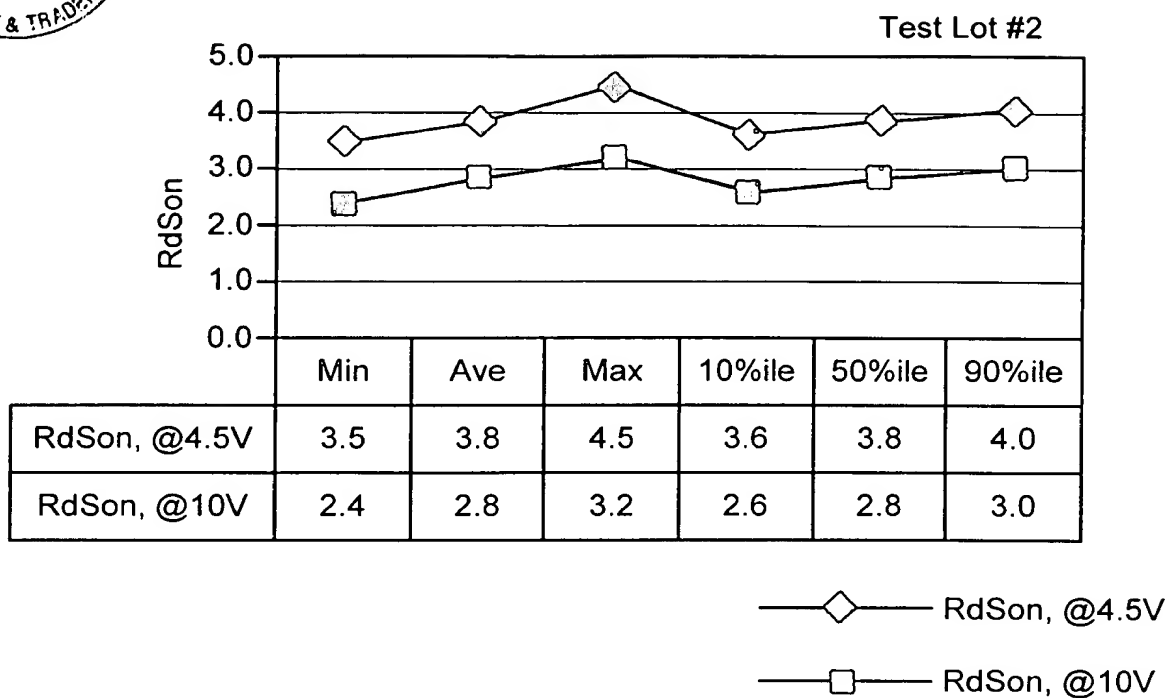 & TRADE
Test Lot #2
5.0
4.0
3.0
2.0
1.0
0.0
RdSon
Min Ave Max 10%ile 50%ile 90%ile
RdSon, @4.5V 3.5 3.8 4.5 3.6 3.8 4.0
RdSon, @10V 2.4 2.8 3.2 2.6 2.8 3.0
RdSon, @4.5V
RdSon, @10V